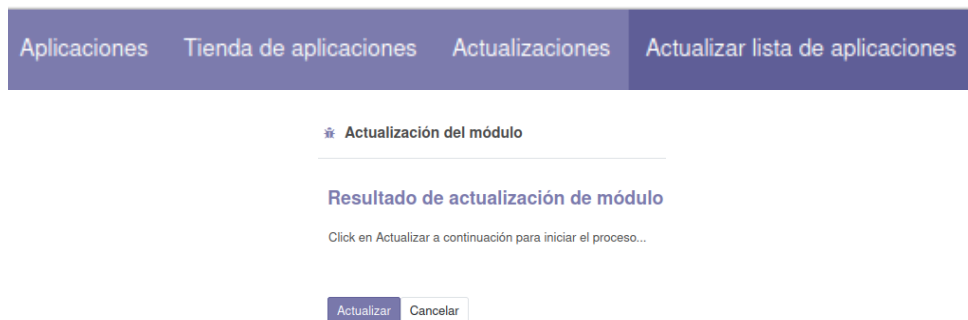 Aplicaciones Tienda de aplicaciones Actualizaciones Actualizar lista de aplicaciones
Actualización del módulo
Resultado de actualización de módulo
Click en Actualizar a continuación para iniciar el proceso...
Actualizar Cancelar